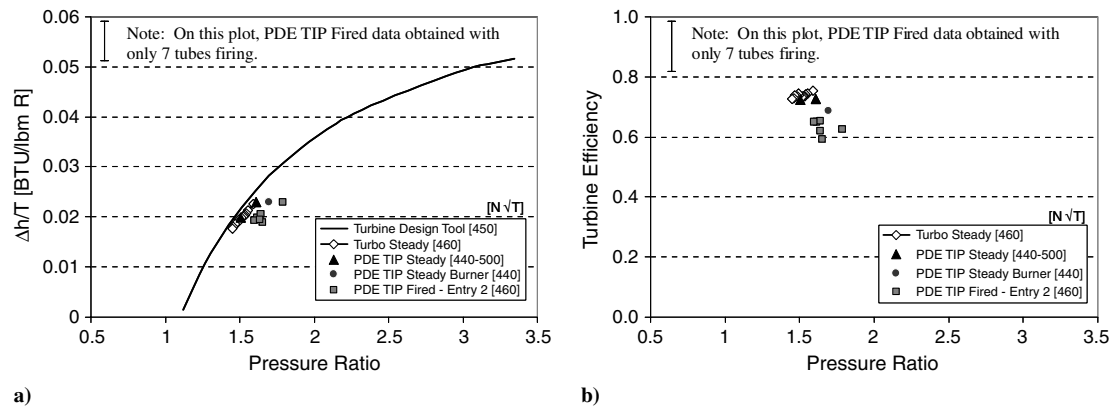 0.06
0.05
0.04
0.03
0.02
0.01
0
Δh/T [BTU/lbm R]
Note: On this plot, PDE TIP Fired data obtained with
only 7 tubes firing.
[N √T]
Turbine Design Tool [450]
Turbo Steady [460]
PDE TIP Steady [440-500]
PDE TIP Steady Burner [440]
PDE TIP Fired - Entry 2 [460]
0.5 1 1.5 2 2.5 3 3.5
Pressure Ratio
a)
1.0
0.8
0.6
0.4
0.2
0.0
Turbine Efficiency
Note: On this plot, PDE TIP Fired data obtained with
only 7 tubes firing.
[N √T]
Turbo Steady [460]
PDE TIP Steady [440-500]
PDE TIP Steady Burner [440]
PDE TIP Fired - Entry 2 [460]
0.5 1 1.5 2 2.5 3 3.5
Pressure Ratio
b)